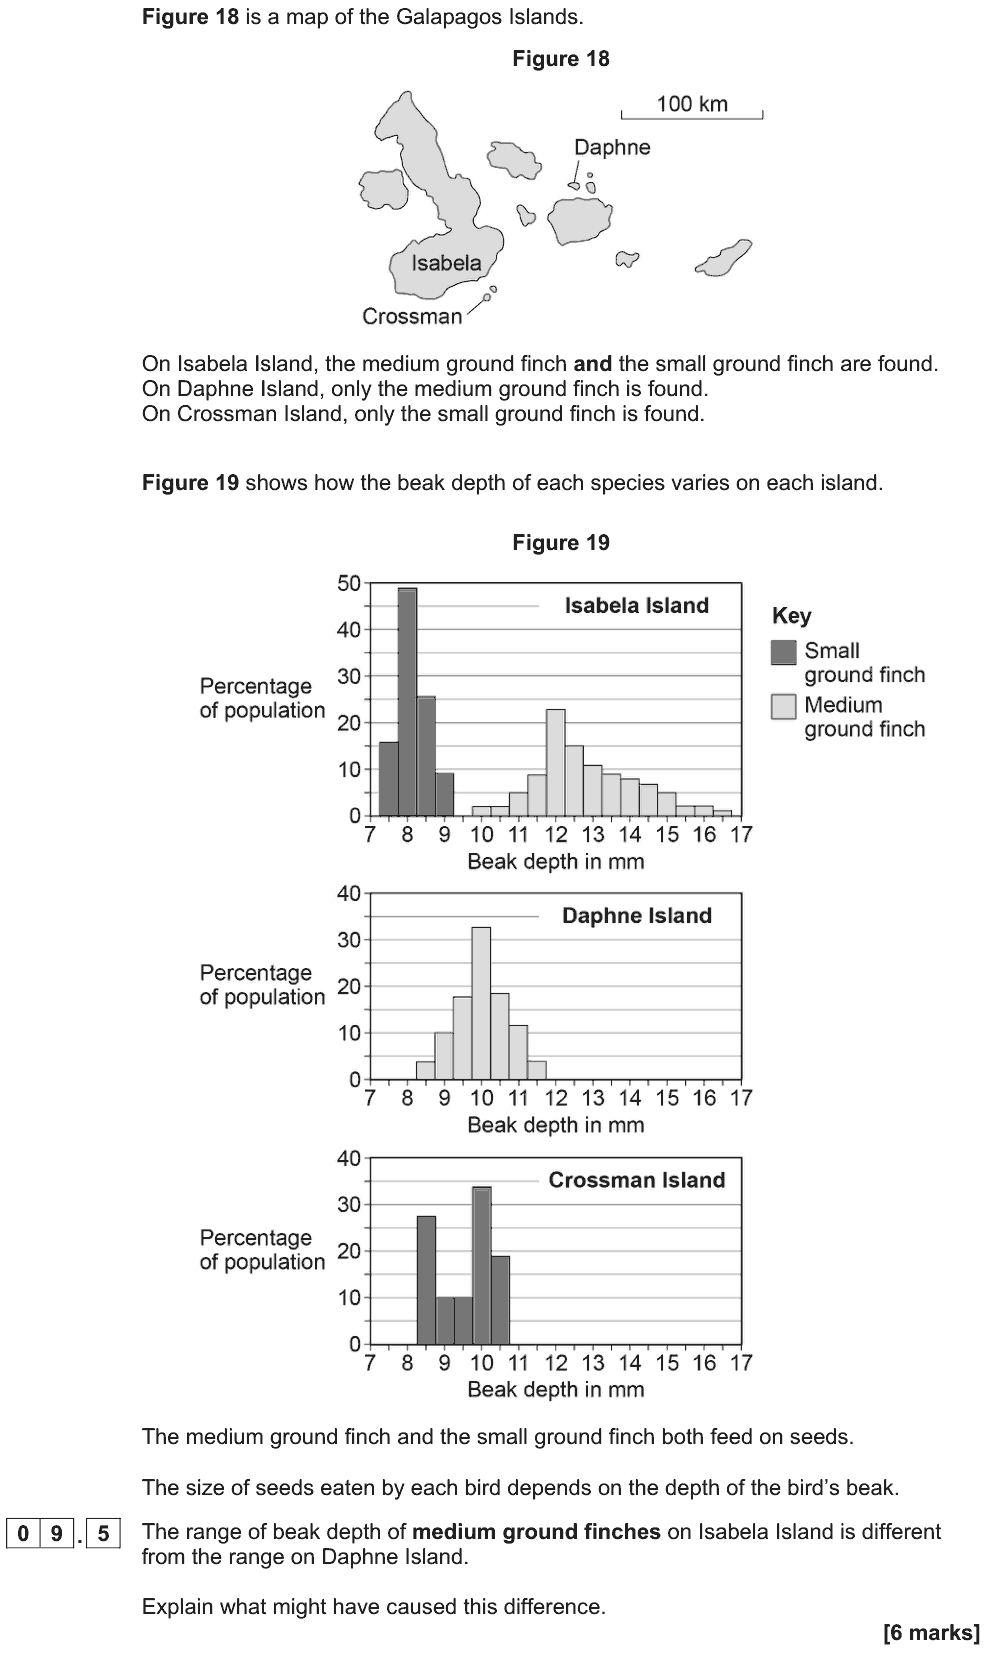 Figure 18 is a map of the Galapagos Islands.
Figure 18
100 km
Daphne
Isabela
Crossman
On Isabela Island, the medium ground finch and the small ground finch are found.
On Daphne Island, only the medium ground finch is found.
On Crossman Island, only the small ground finch is found.
Figure 19 shows how the beak depth of each species varies on each island.
Figure 19
50
40
30
20
10
0
Percentage
of population
Isabela Island
7 8 9 10 11 12 13 14 15 16 17
Beak depth in mm
Key
Small
ground finch
Medium
ground finch
40
30
20
10
0
Percentage
of population
Daphne Island
7 8 9 10 11 12 13 14 15 16 17
Beak depth in mm
40
30
20
10
0
Percentage
of population
Crossman Island
7 8 9 10 11 12 13 14 15 16 17
Beak depth in mm
The medium ground finch and the small ground finch both feed on seeds.
The size of seeds eaten by each bird depends on the depth of the bird's beak.
0 9 . 5 The range of beak depth of medium ground finches on Isabela Island is different
from the range on Daphne Island.
Explain what might have caused this difference.
[6 marks]